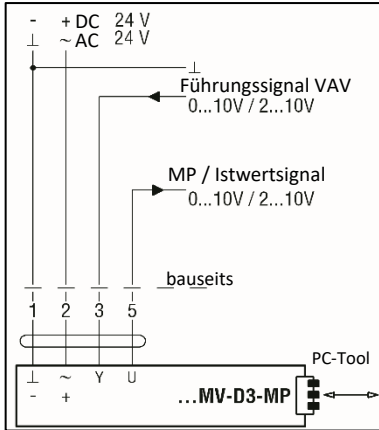 - + DC 24 V
⊥ ~ AC 24 V
⊥
Führungssignal VAV
0...10V / 2...10V
MP / Istwertsignal
0...10V / 2...10V
bauseits
1 2 3 5
PC-Tool
⊥ ~ Y U
- +
...MV-D3-MP